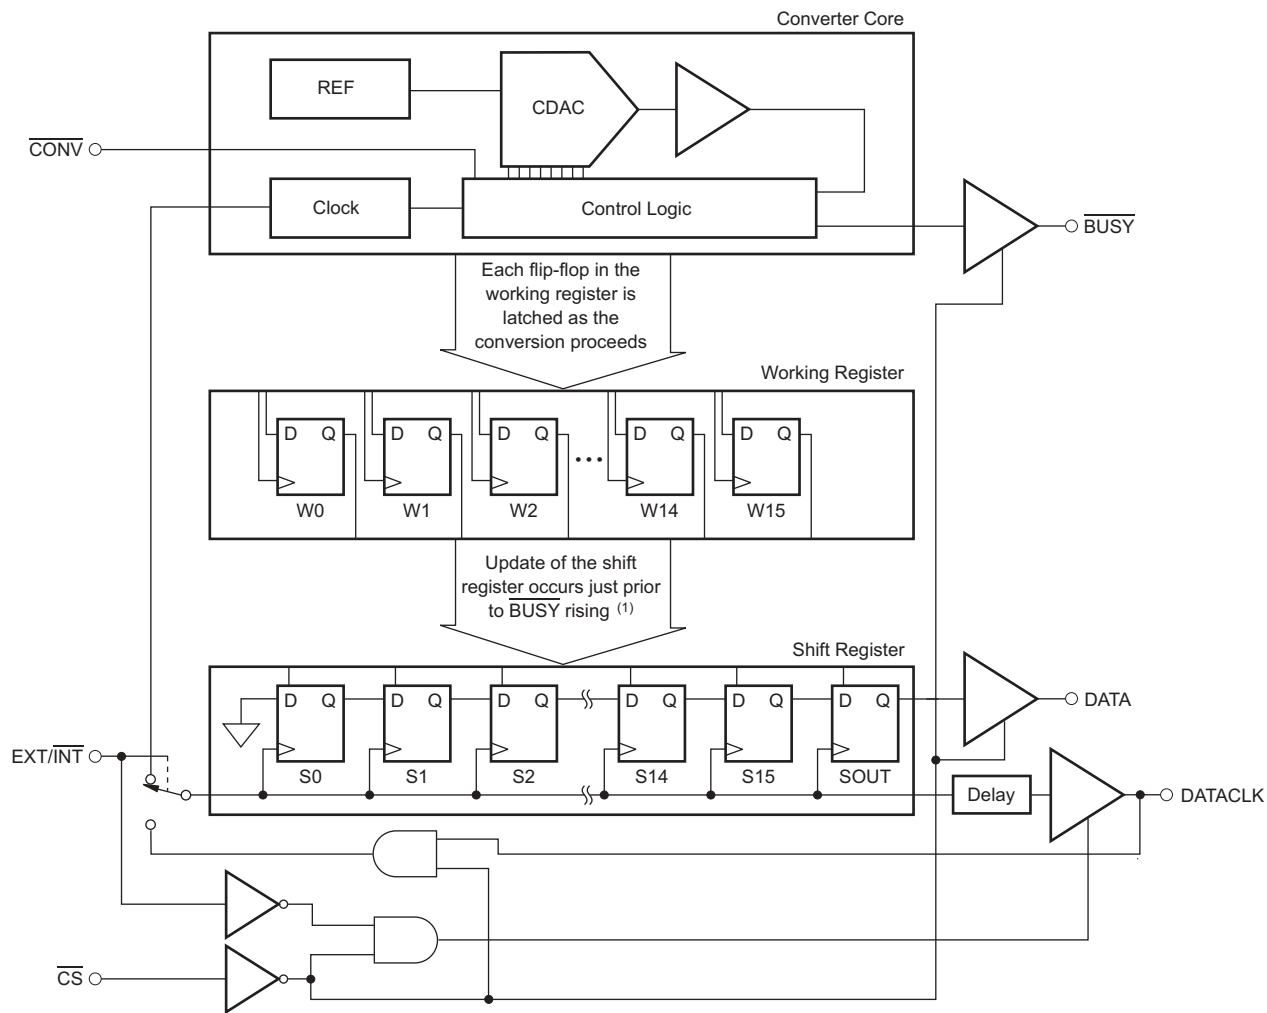 Converter Core
REF
CDAC
CONV
Clock
Control Logic
BUSY
Each flip-flop in the
working register is
latched as the
conversion proceeds
Working Register
D Q D Q D Q ••• D Q D Q
W0 W1 W2 W14 W15
Update of the shift
register occurs just prior
to BUSY rising (1)
Shift Register
D Q D Q D Q D Q D Q D Q
DATA
EXT/INT
S0 S1 S2 S14 S15 SOUT
Delay
DATACLK
CS